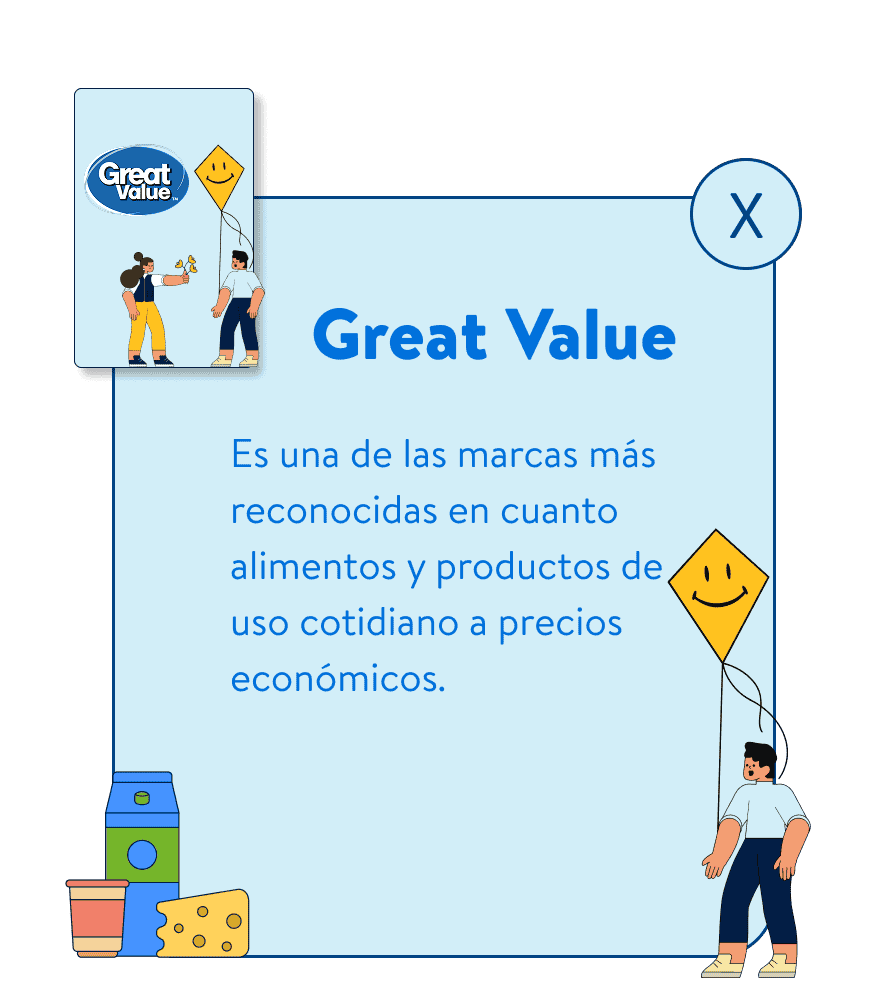 Great
Value™
X
Great Value
Es una de las marcas más
reconocidas en cuanto
alimentos y productos de
uso cotidiano a precios
económicos.